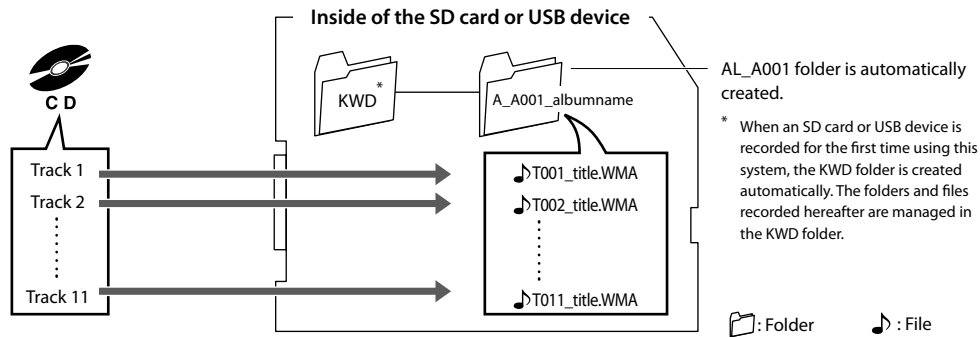 Inside of the SD card or USB device
CD
KWD*
A_A001_albumname
AL_A001 folder is automatically
created.
* When an SD card or USB device is
recorded for the first time using this
system, the KWD folder is created
automatically. The folders and files
recorded hereafter are managed in
the KWD folder.
Track 1
T001_title.WMA
Track 2
T002_title.WMA
Track 11
T011_title.WMA
: Folder
: File